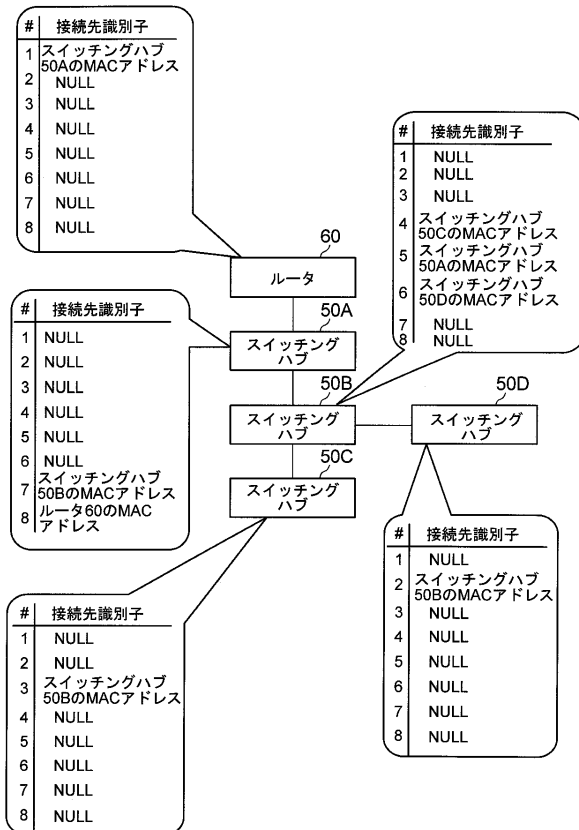 # 接続先識別子
1 スイッチングハブ
50AのMACアドレス
2 NULL
3 NULL
4 NULL
5 NULL
6 NULL
7 NULL
8 NULL
# 接続先識別子
1 NULL
2 NULL
3 NULL
4 スイッチングハブ
50CのMACアドレス
5 スイッチングハブ
50AのMACアドレス
6 スイッチングハブ
50DのMACアドレス
7 NULL
8 NULL
60
ルータ
50A
スイッチング
ハブ
50B
スイッチング
ハブ
50D
スイッチング
ハブ
50C
スイッチング
ハブ
# 接続先識別子
1 NULL
2 NULL
3 NULL
4 NULL
5 NULL
6 NULL
7 スイッチングハブ
50BのMACアドレス
8 ルータ60のMAC
アドレス
# 接続先識別子
1 NULL
2 スイッチングハブ
50BのMACアドレス
3 NULL
4 NULL
5 NULL
6 NULL
7 NULL
8 NULL
# 接続先識別子
1 NULL
2 NULL
3 スイッチングハブ
50BのMACアドレス
4 NULL
5 NULL
6 NULL
7 NULL
8 NULL